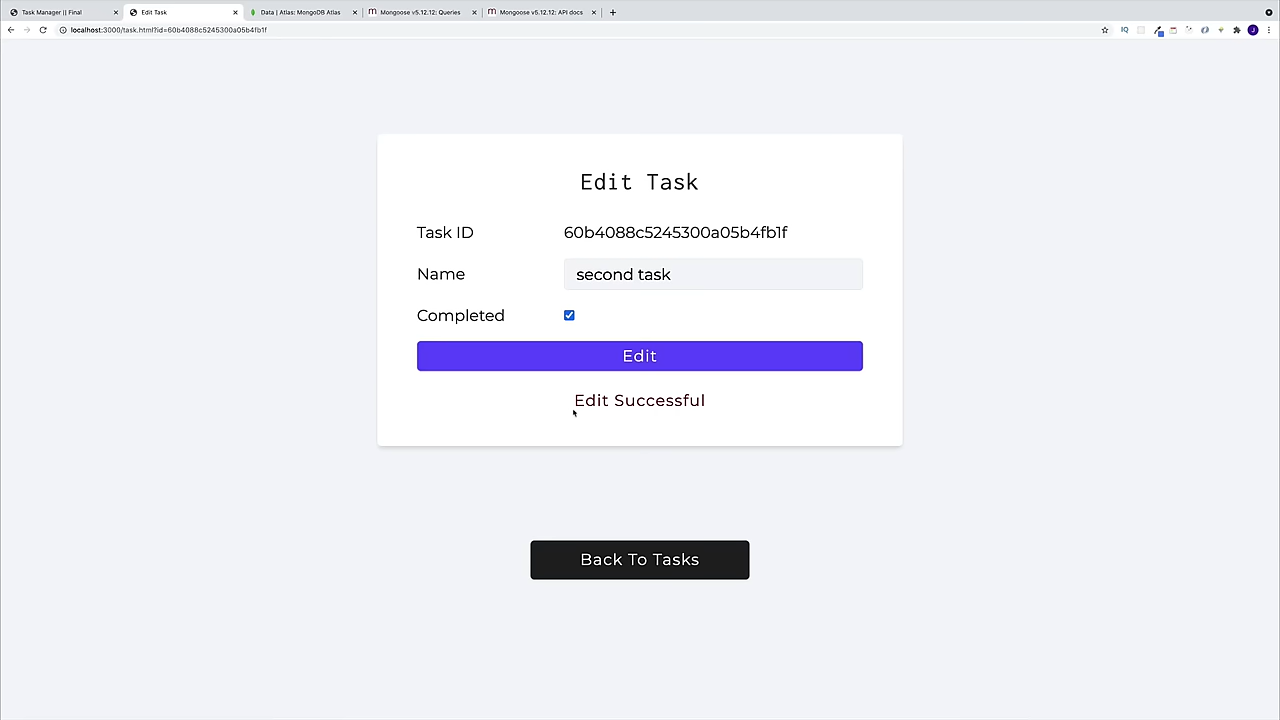 Task Manager || Final
Edit Task
Data | Atlas: MongoDB Atlas
Mongoose v5.12.12: Queries
Mongoose v5.12.12: API docs
localhost:3000/task.html?id=60b4088c5245300a05b4fb1f
IQ
J
Edit Task
Task ID 60b4088c5245300a05b4fb1f
Name second task
Completed
Edit
Edit Successful
Back To Tasks